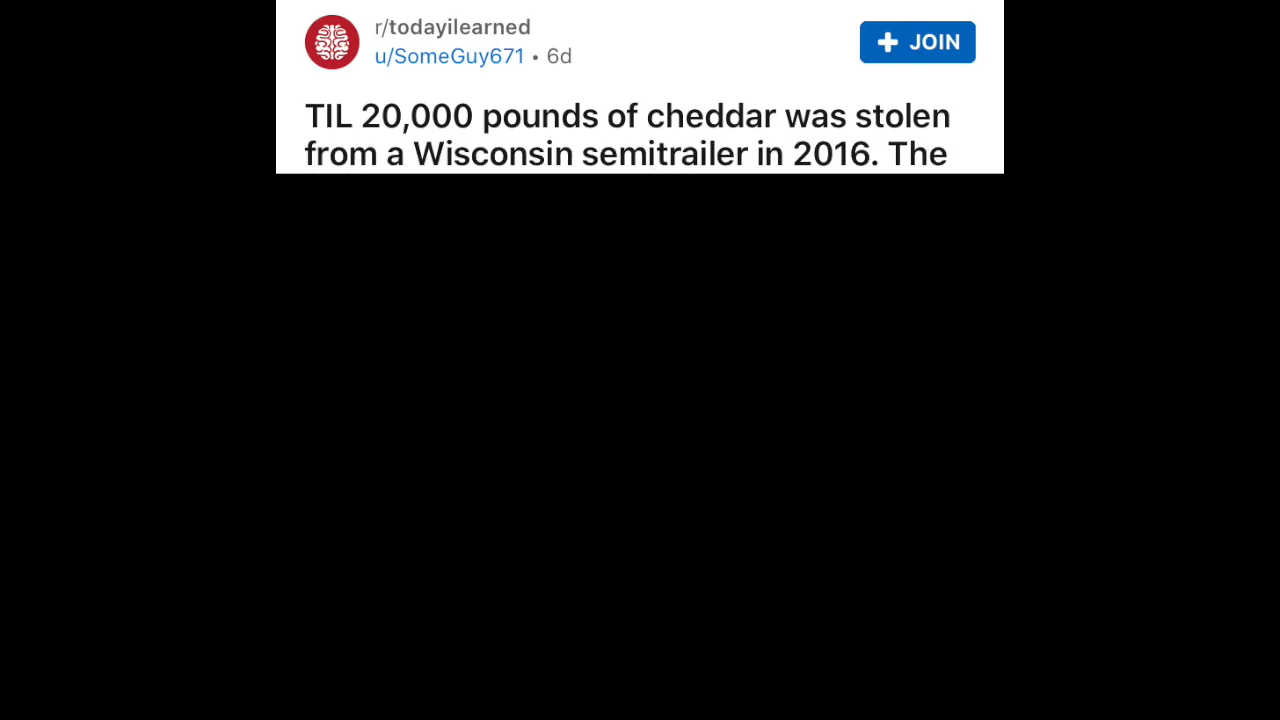 r/todayilearned
u/SomeGuy671 • 6d
JOIN
TIL 20,000 pounds of cheddar was stolen
from a Wisconsin semitrailer in 2016. The